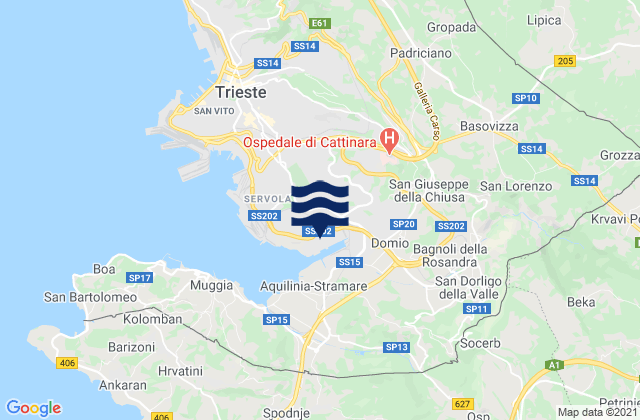 E61
Gropada
Lipica
SS14
Padriciano
205
SS14
SS14
Trieste
Galleria Carso
SAN VITO
SP10
Basovizza
Ospedale di Cattinara
H
SS14
Grozza
San Giuseppe
della Chiusa
San Lorenzo
SS14
SERVOLA
SS202
SP20
SS202
Krvavi P
Domio
Bagnoli della
Rosandra
SS15
Boa
SP17
Muggia
Aquilinia-Stramare
San Dorligo
della Valle
San Bartolomeo
Kolomban
SP15
SP11
Beka
Barizoni
SP13
Socerb
406
Hrvatini
A1
Ankaran
627
Petrinje
406
Spodnje
Osp
Google
Map data ©2021